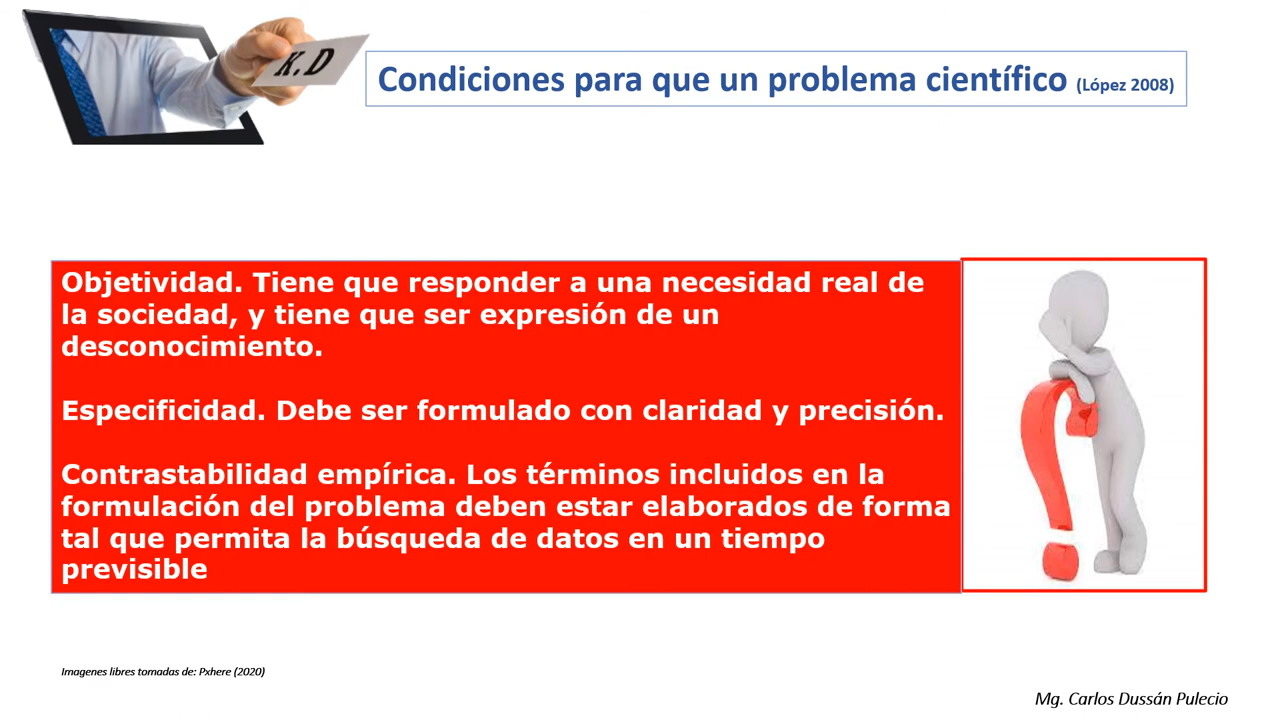 K.D
Condiciones para que un problema científico (López 2008)
Objetividad. Tiene que responder a una necesidad real de
la sociedad, y tiene que ser expresión de un
desconocimiento.
Especificidad. Debe ser formulado con claridad y precisión.
Contrastabilidad empírica. Los términos incluidos en la
formulación del problema deben estar elaborados de forma
tal que permita la búsqueda de datos en un tiempo
previsible
Imagenes libres tomadas de: Pxhere (2020)
Mg. Carlos Dussán Pulecio